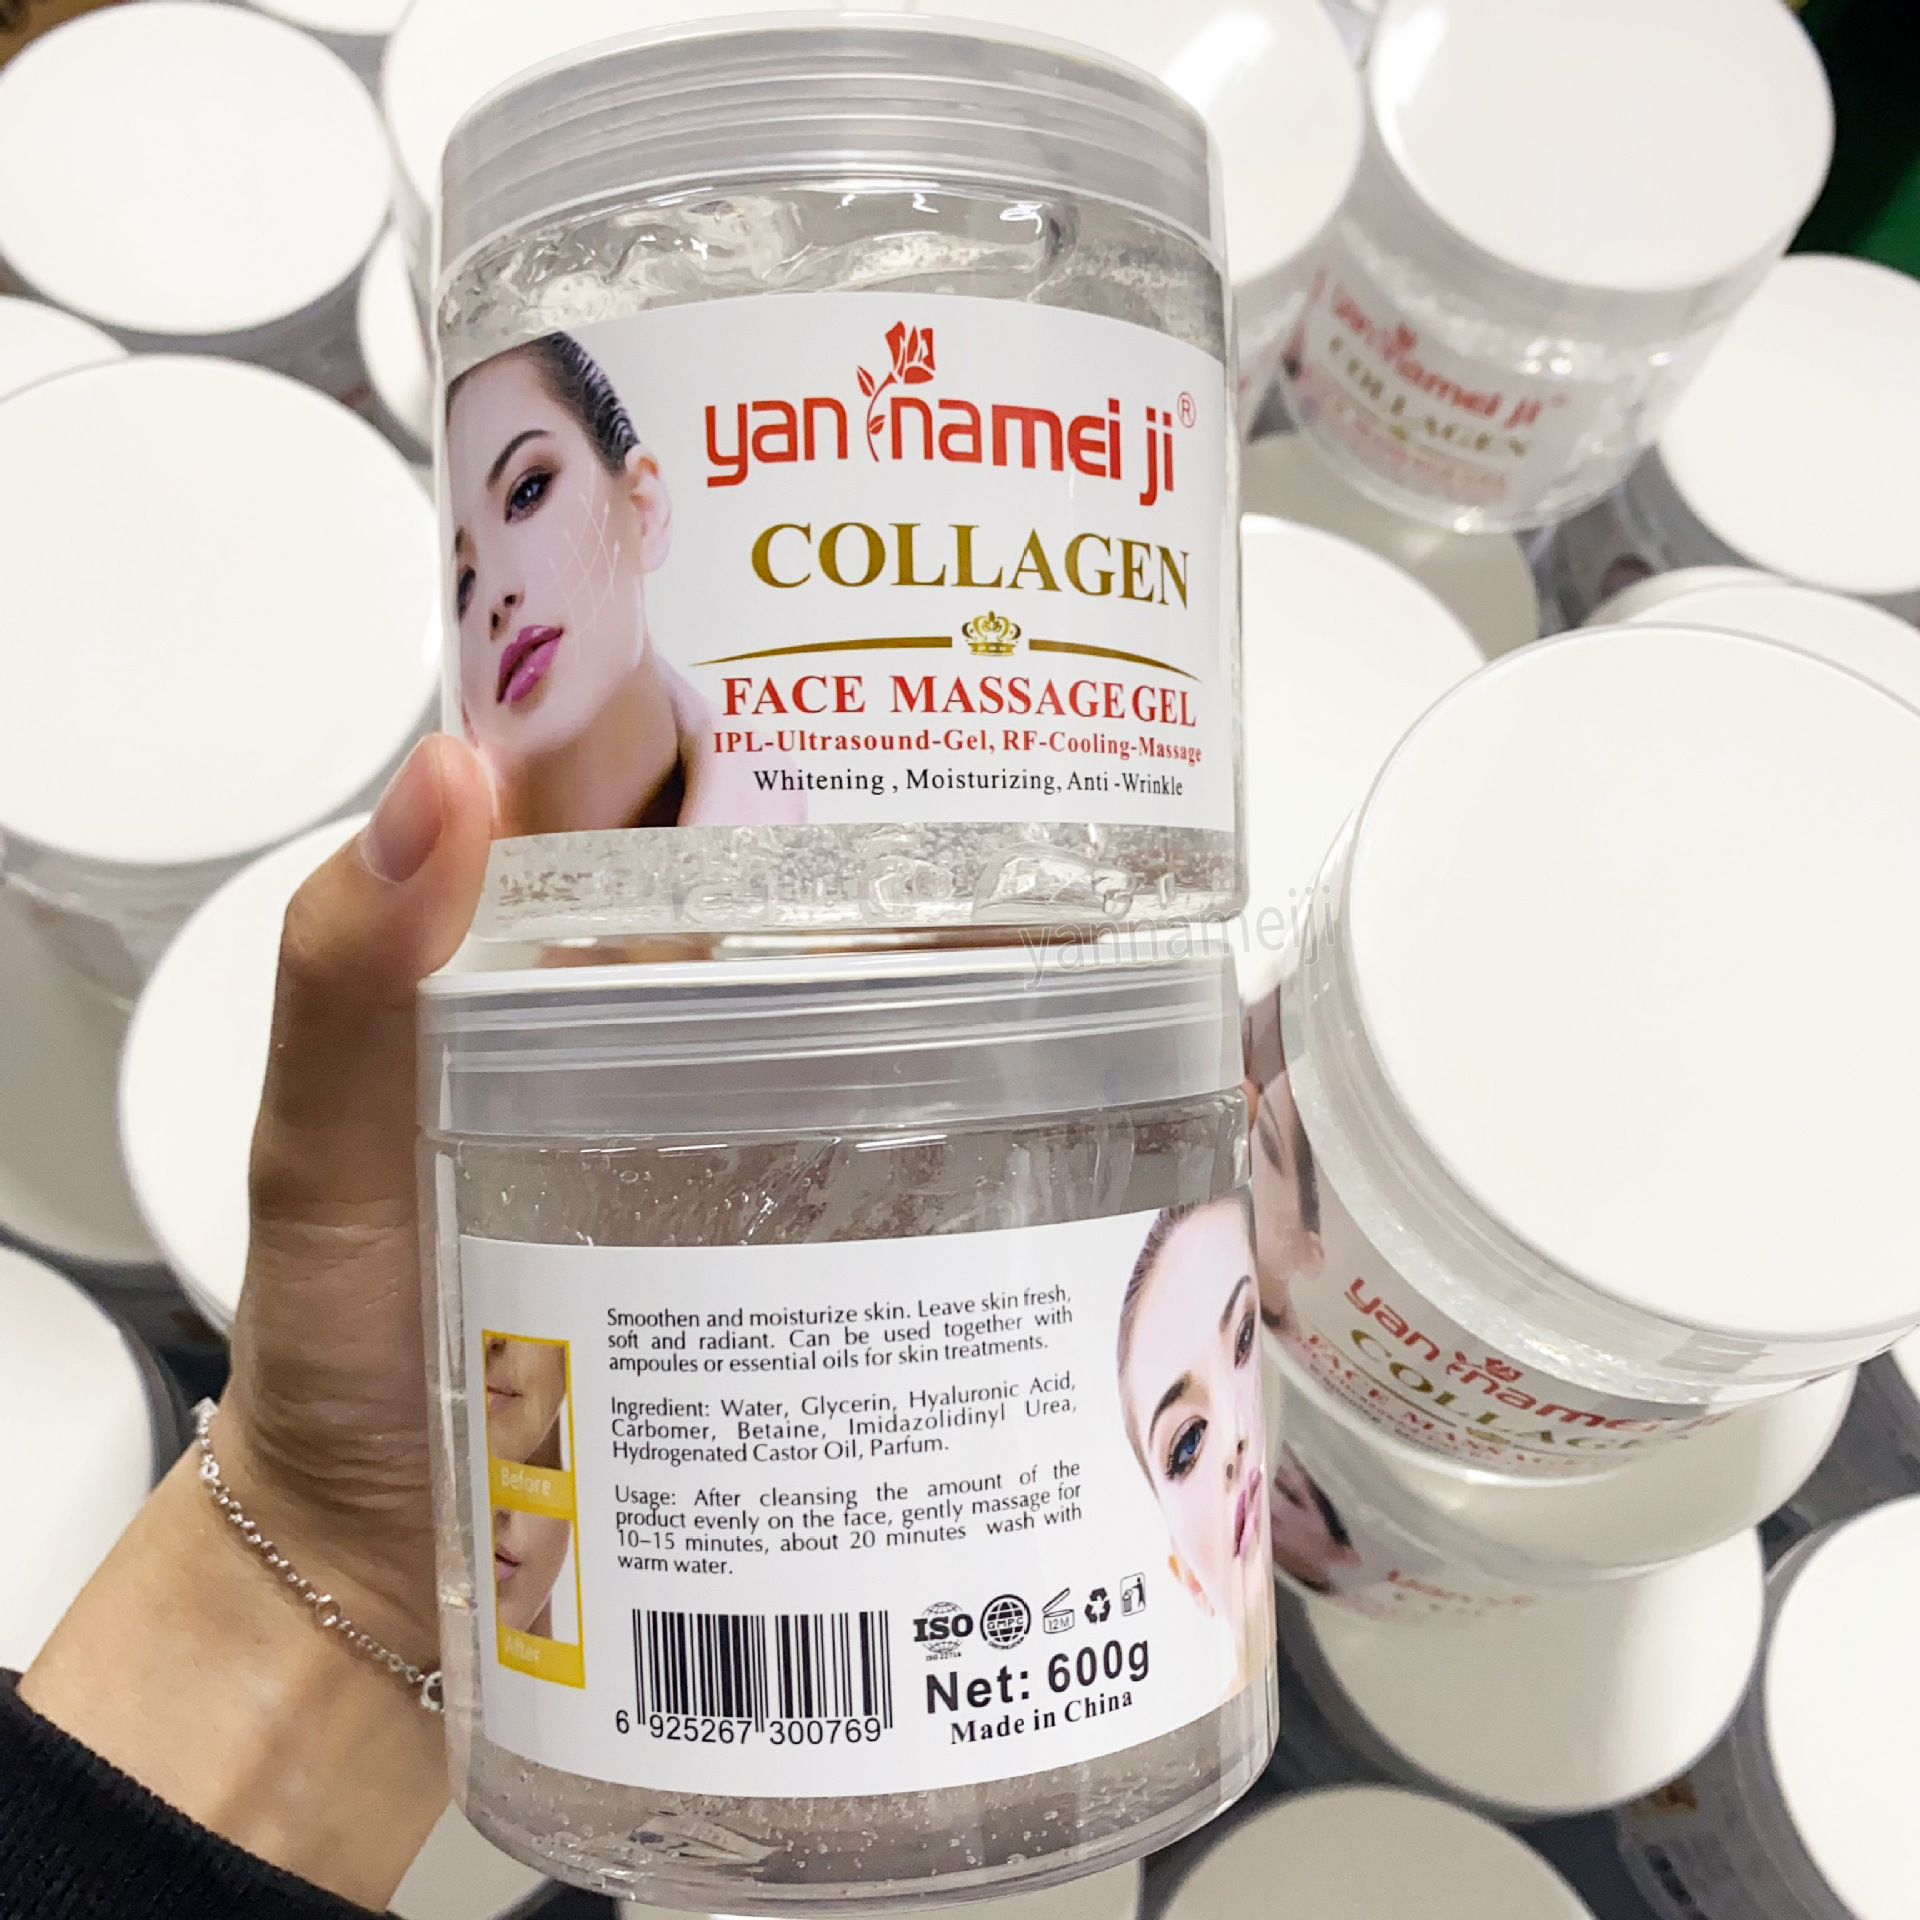 yan namei ji®
COLLAGEN
FACE MASSAGE GEL
IPL-Ultrasound-Gel, RF-Cooling-Massage
Whitening , Moisturizing, Anti -Wrinkle
yannameiji
Smoothen and moisturize skin. Leave skin fresh,
soft and radiant. Can be used together with
ampoules or essential oils for skin treatments.
Ingredient: Water, Glycerin, Hyaluronic Acid,
Carbomer, Betaine, Imidazolidinyl Urea,
Hydrogenated Castor Oil, Parfum.
Usage: After cleansing the amount of the
product evenly on the face, gently massage for
10–15 minutes, about 20 minutes wash with
warm water.
Before
After
ISO
ISO 22716
GMPC
CERTIFICATION
12M
Net: 600g
Made in China
6 925267 300769
yan namei ji
COLLAGEN
yan namei ji
COLLAGEN
FACE MASS